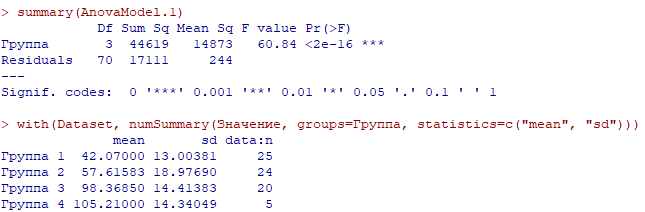 > summary(AnovaModel.1)
            Df Sum Sq Mean Sq F value Pr(>F)
Группа       3  44619   14873   60.84 <2e-16 ***
Residuals   70  17111     244
---
Signif. codes:  0 '***' 0.001 '**' 0.01 '*' 0.05 '.' 0.1 ' ' 1
> with(Dataset, numSummary(Значение, groups=Группа, statistics=c("mean", "sd")))
              mean       sd data:n
Группа 1  42.07000 13.00381     25
Группа 2  57.61583 18.97690     24
Группа 3  98.36850 14.41383     20
Группа 4 105.21000 14.34049      5